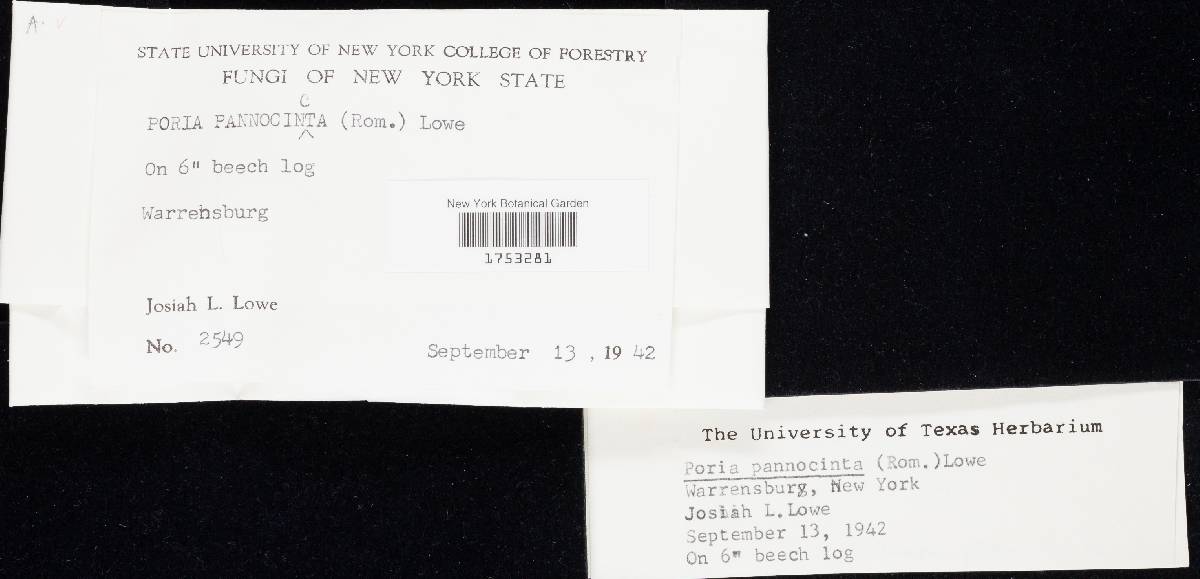 A. V
STATE UNIVERSITY OF NEW YORK COLLEGE OF FORESTRY
FUNGI OF NEW YORK STATE
C
PORIA PANNOCINTA (Rom.) Lowe
On 6" beech log
Warrensburg
New York Botanical Garden
1753281
Josiah L. Lowe
No. 2549
September 13, 1942
The University of Texas Herbarium
Poria pannocinta (Rom.)Lowe
Warrensburg, New York
Josiah L.Lowe
September 13, 1942
On 6" beech log